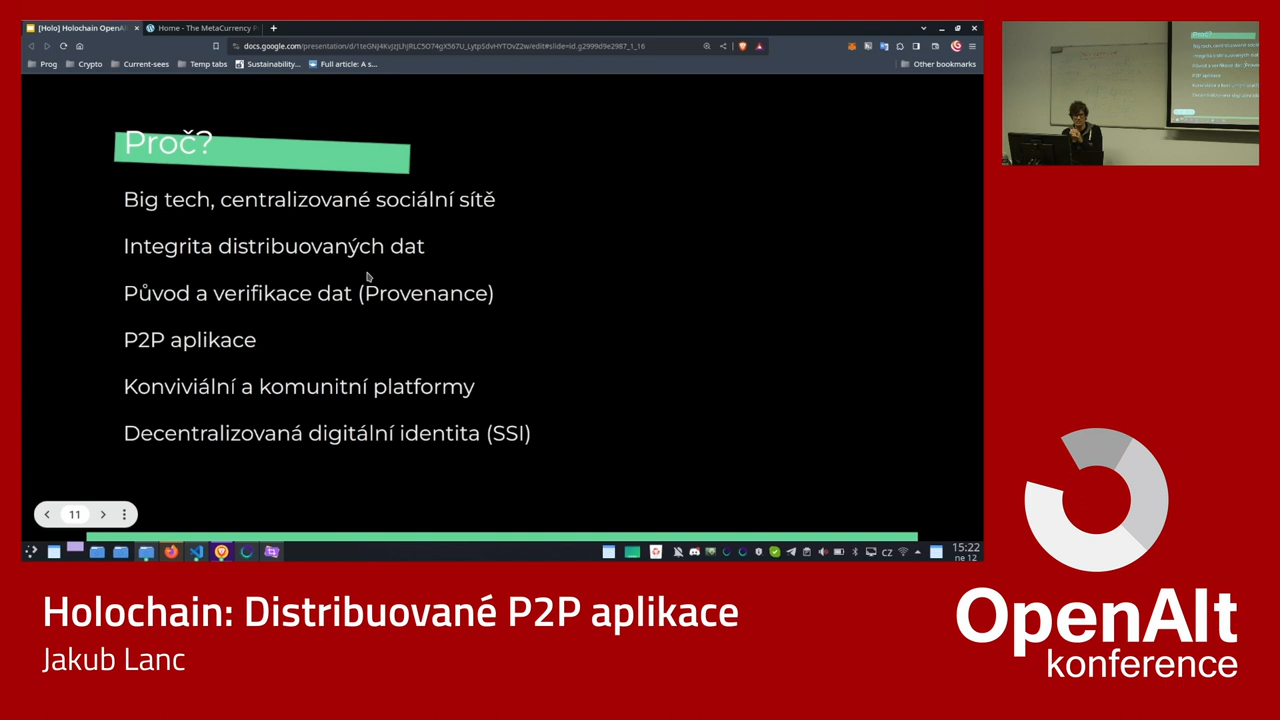 [Holo] Holochain OpenAl
Home - The MetaCurrency P
docs.google.com/presentation/d/1teGNJ4KvJzJLhJRLC5O74gX567U_LytpSdvHYTOvZ2w/edit#slide=id.g2999d9e2987_1_16
Prog
Crypto
Current-sees
Temp tabs
Sustainability...
Full article: A s...
Other bookmarks
Proč?
Big tech, centralizované sociální sítě
Integrita distribuovaných dat
Původ a verifikace dat (Provenance)
P2P aplikace
Konviviální a komunitní platformy
Decentralizovaná digitální identita (SSI)
11
CZ
15:22
ne 12
Holochain: Distribuované P2P aplikace
Jakub Lanc
OpenAlt
konference